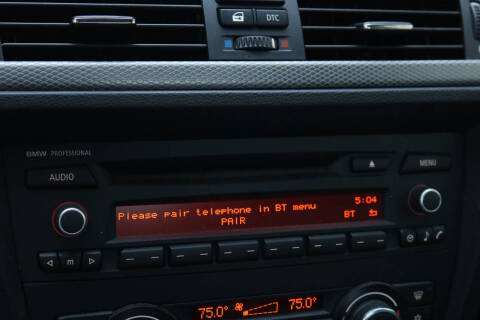 DTC
BMW PROFESSIONAL
AUDIO
MENU
5:04
Please pair telephone in BT menu
PAIR
BT
m
75.0°
75.0°